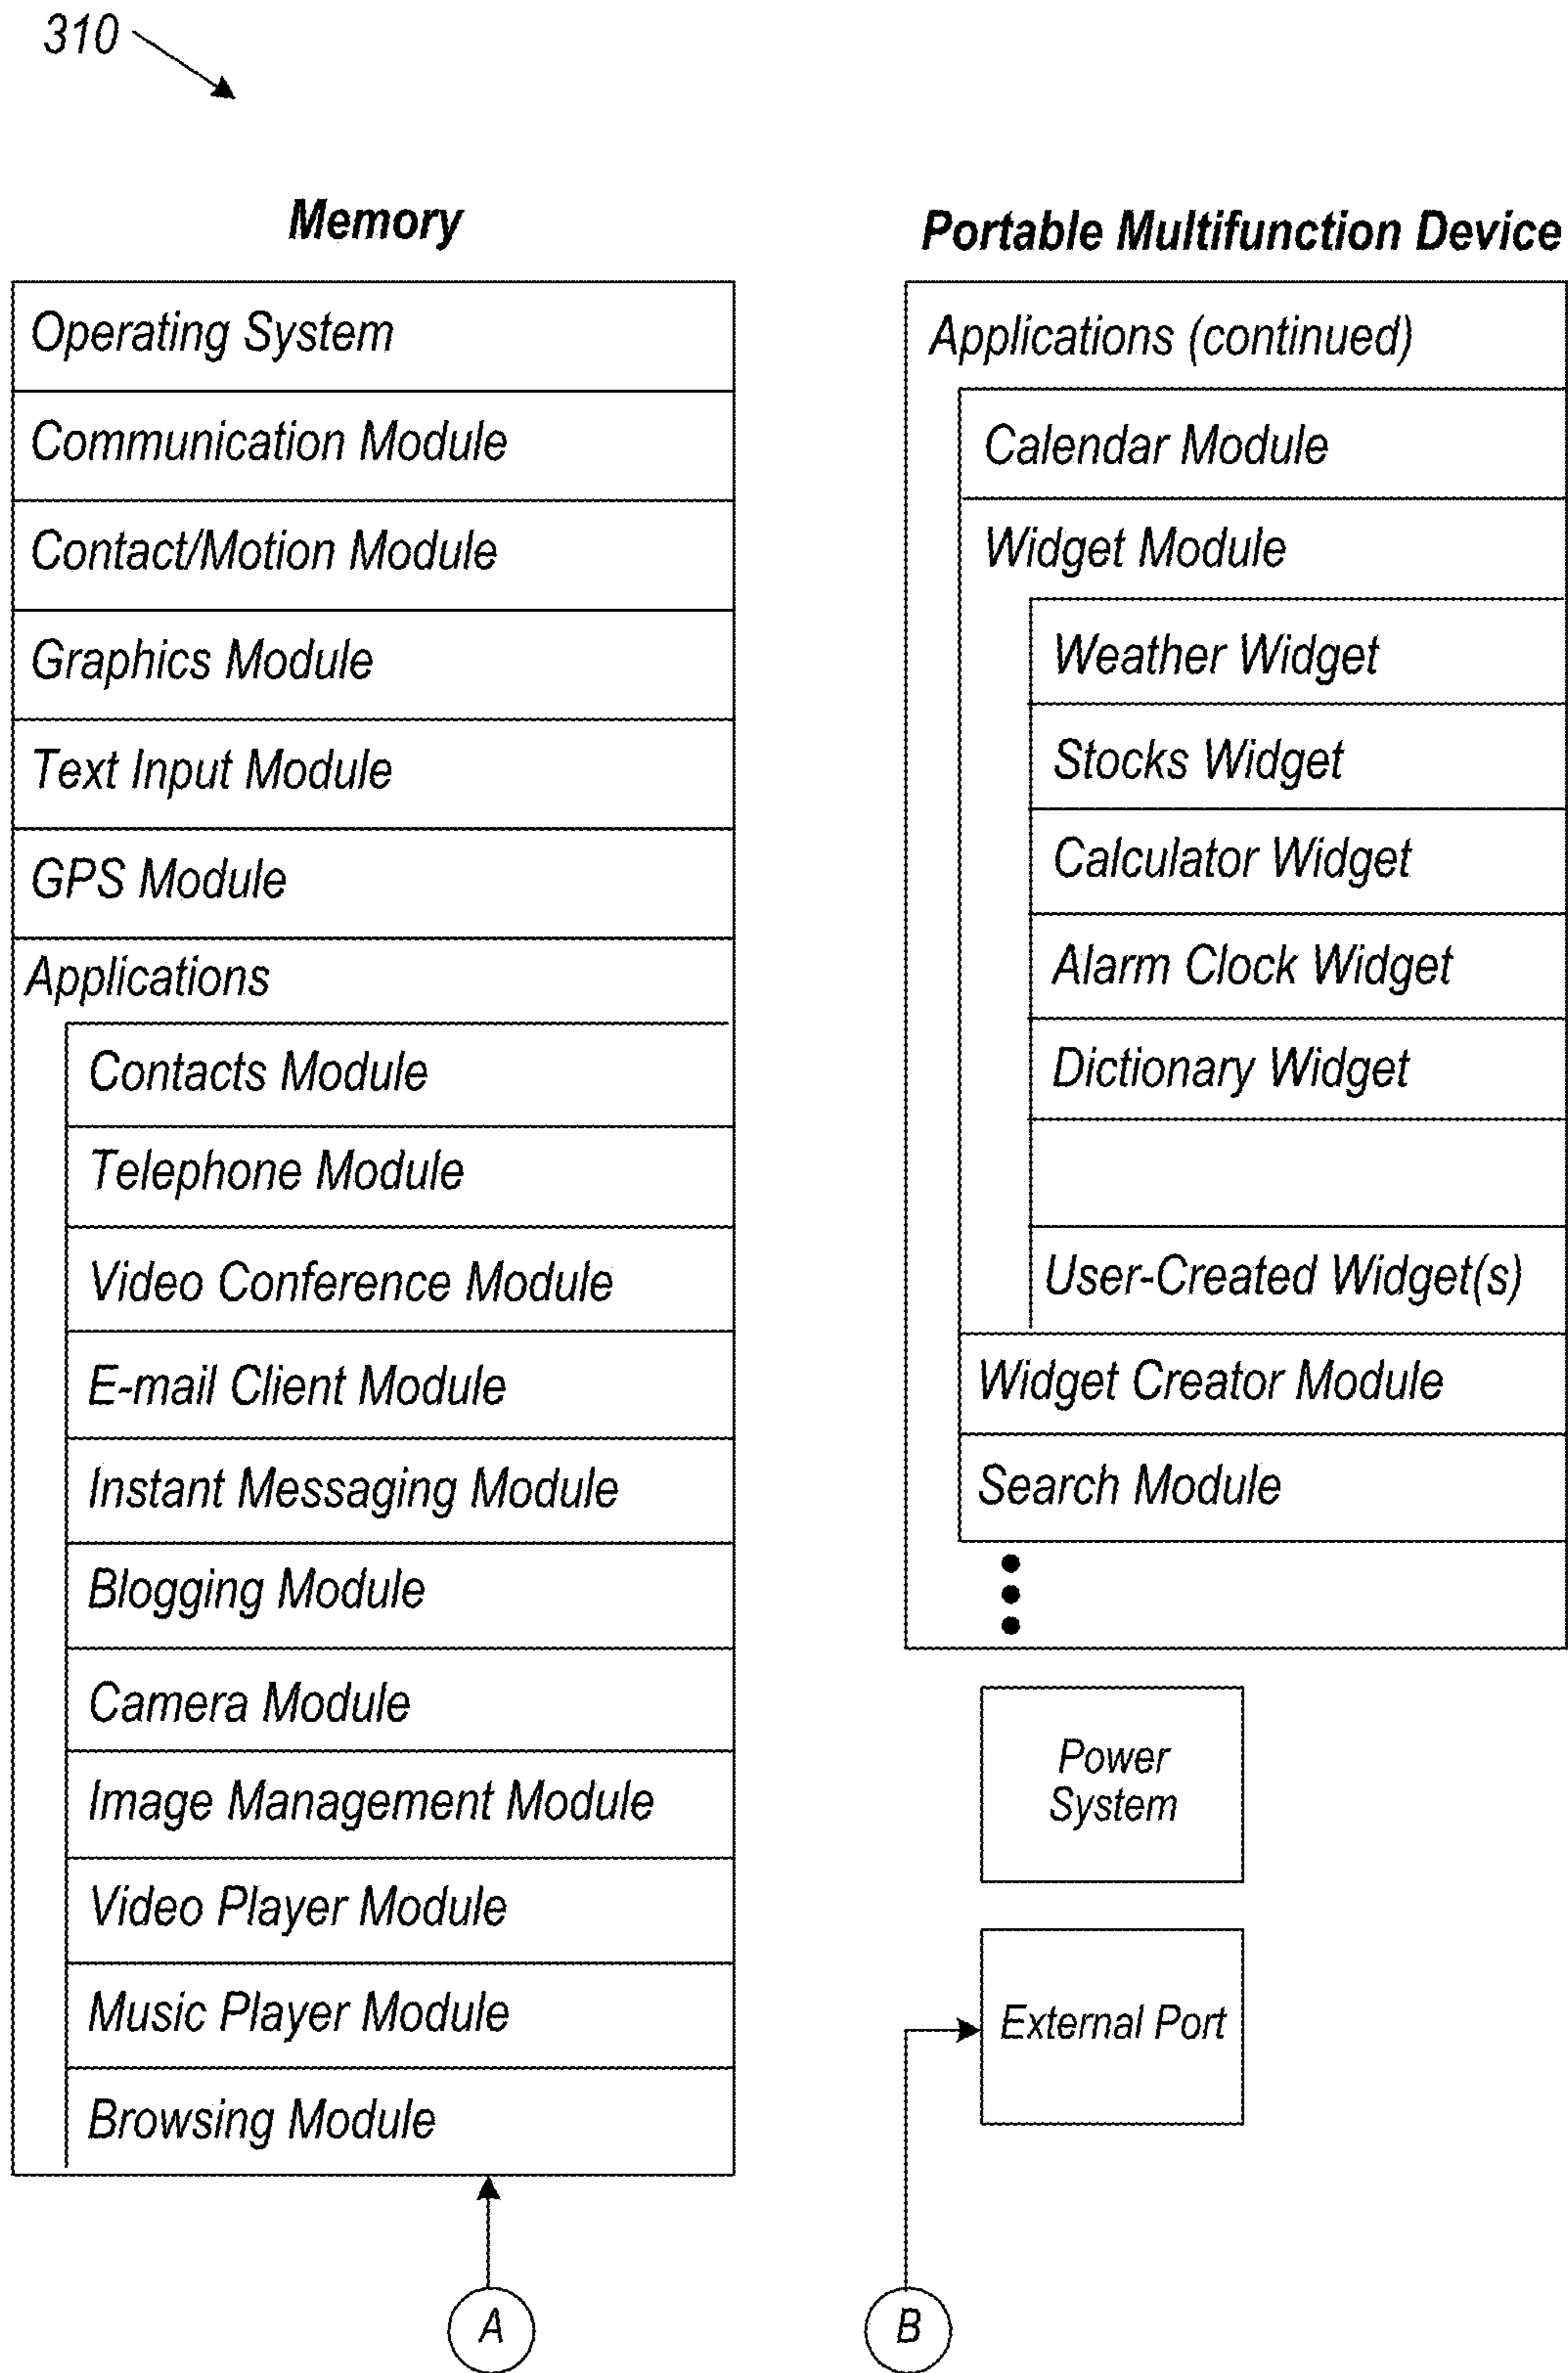 310
Memory
Operating System
Communication Module
Contact/Motion Module
Graphics Module
Text Input Module
GPS Module
Applications
Contacts Module
Telephone Module
Video Conference Module
E-mail Client Module
Instant Messaging Module
Blogging Module
Camera Module
Image Management Module
Video Player Module
Music Player Module
Browsing Module
A
Portable Multifunction Device
Applications (continued)
Calendar Module
Widget Module
Weather Widget
Stocks Widget
Calculator Widget
Alarm Clock Widget
Dictionary Widget
User-Created Widget(s)
Widget Creator Module
Search Module
Power
System
External Port
B